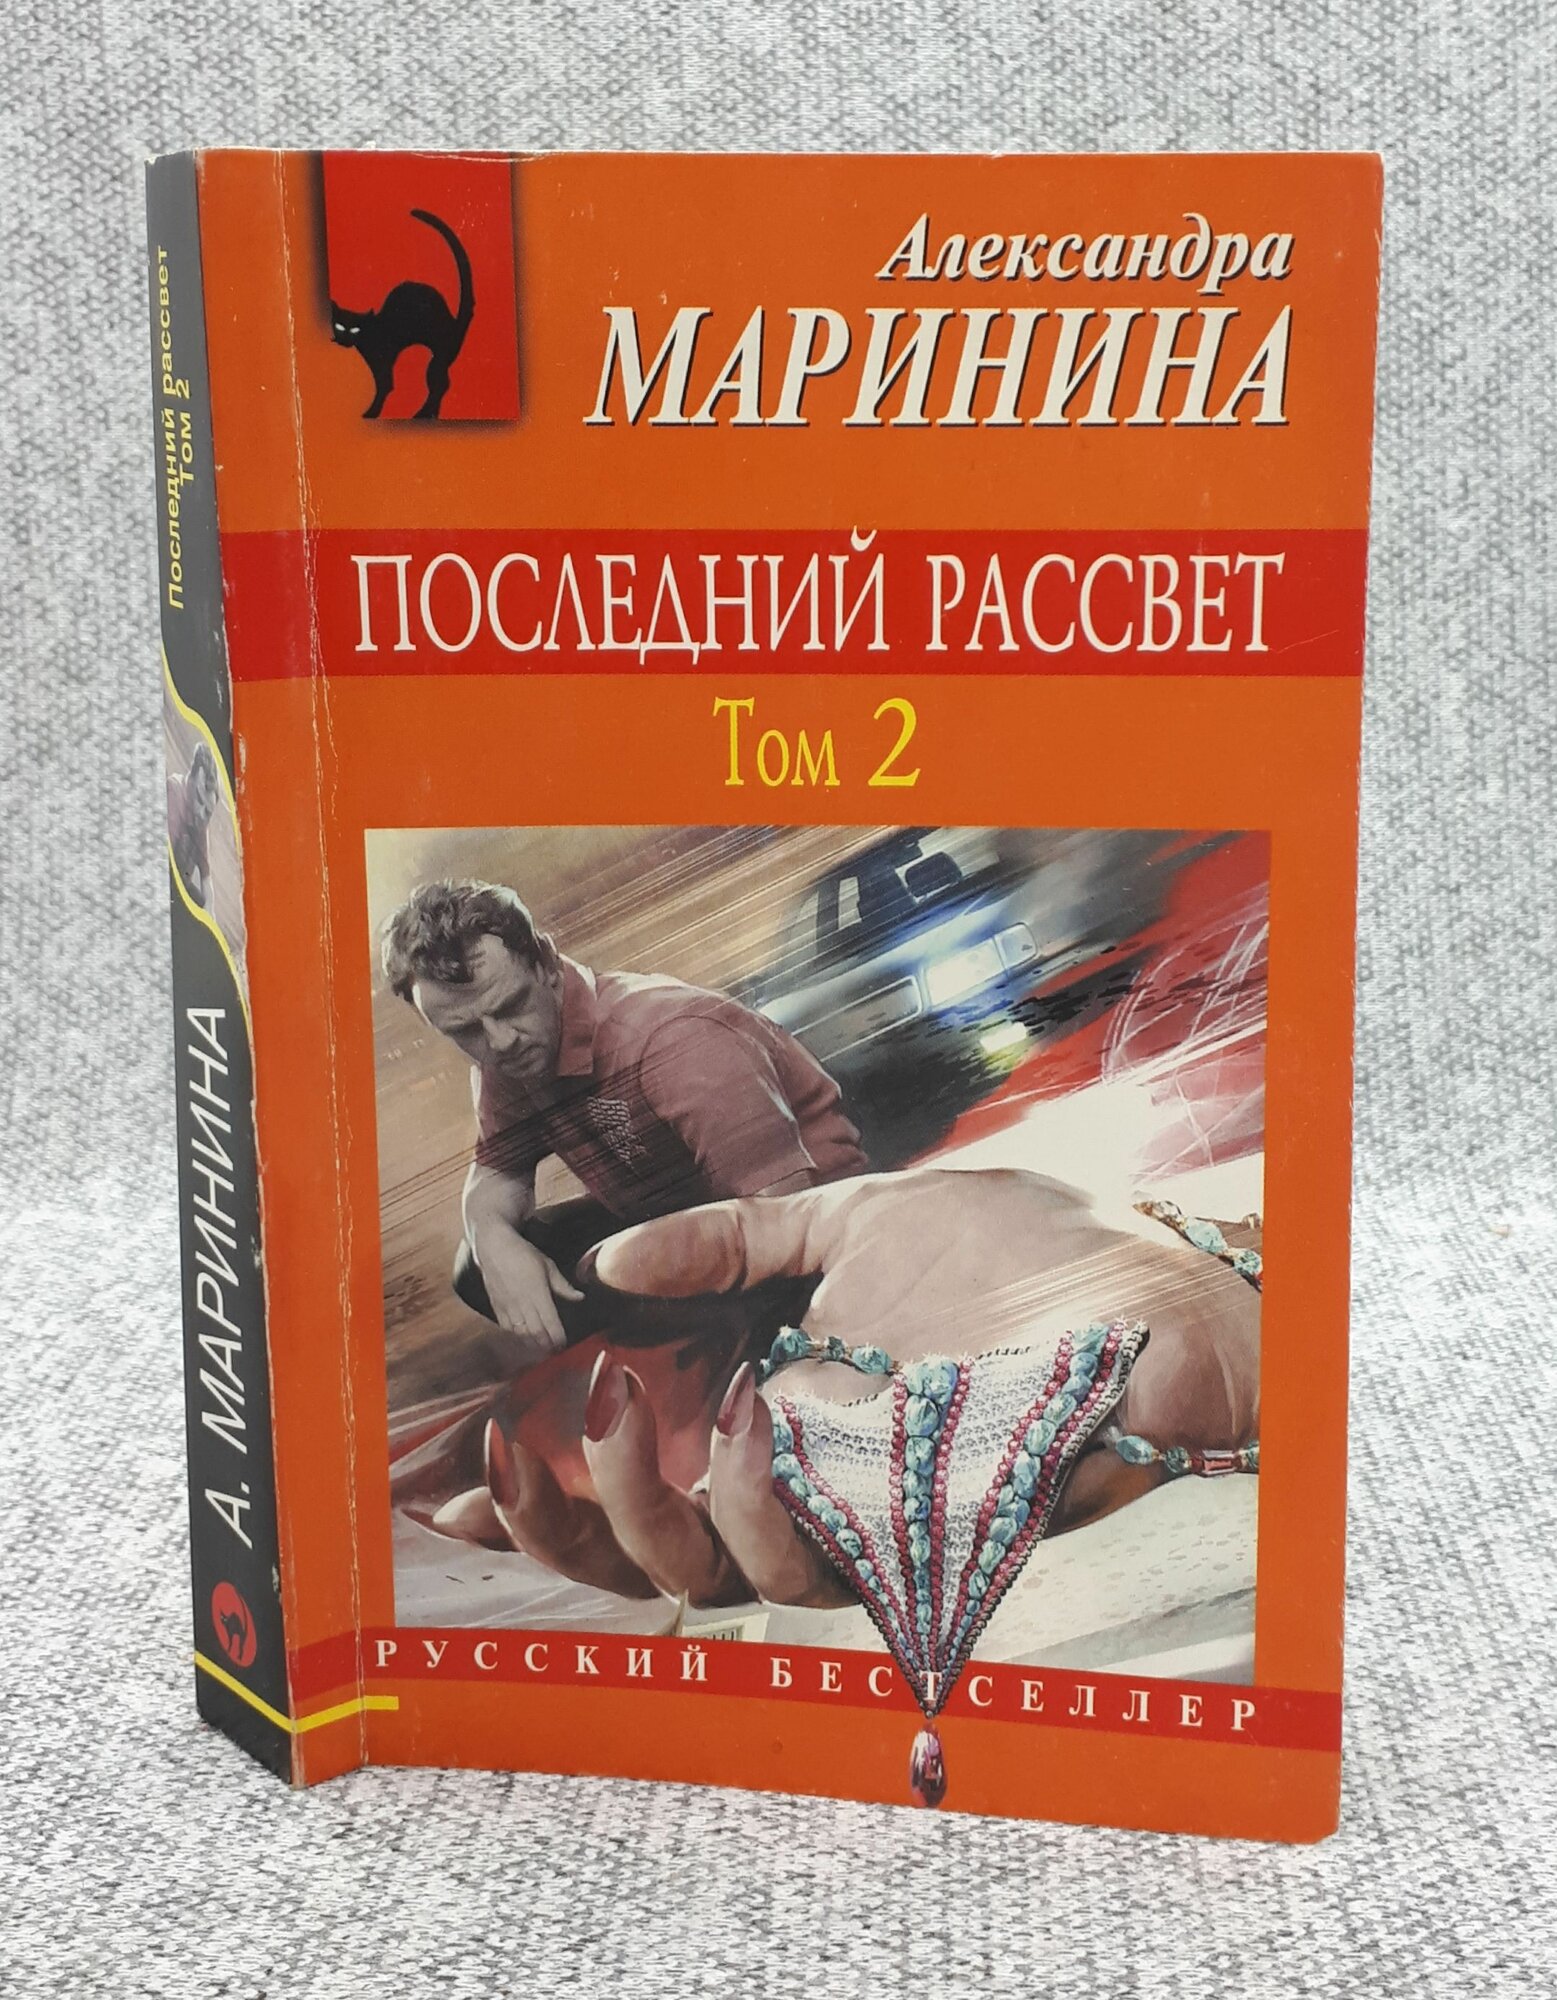 Александра
МАРИНИНА
ПОСЛЕДНИЙ РАССВЕТ
Том 2
РУССКИЙ БЕСТСЕЛЛЕР
Последний рассвет
Том 2
А. МАРИНИНА